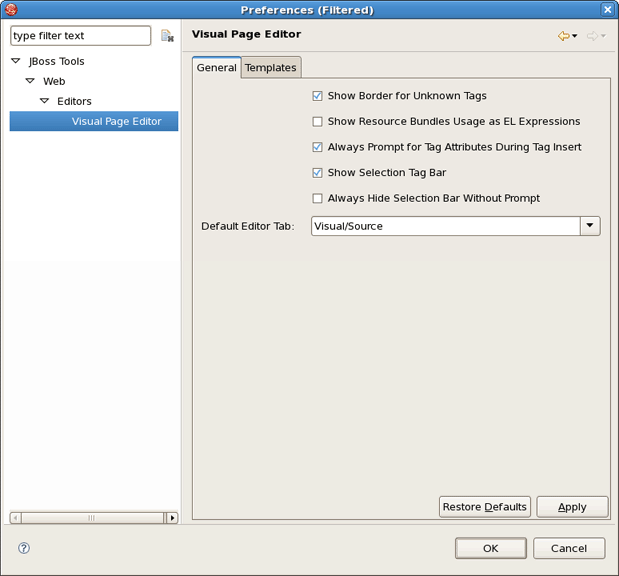 Preferences (Filtered)
type filter text
Visual Page Editor
JBoss Tools
Web
Editors
Visual Page Editor
General
Templates
Show Border for Unknown Tags
Show Resource Bundles Usage as EL Expressions
Always Prompt for Tag Attributes During Tag Insert
Show Selection Tag Bar
Always Hide Selection Bar Without Prompt
Default Editor Tab: Visual/Source
Restore Defaults
Apply
OK
Cancel